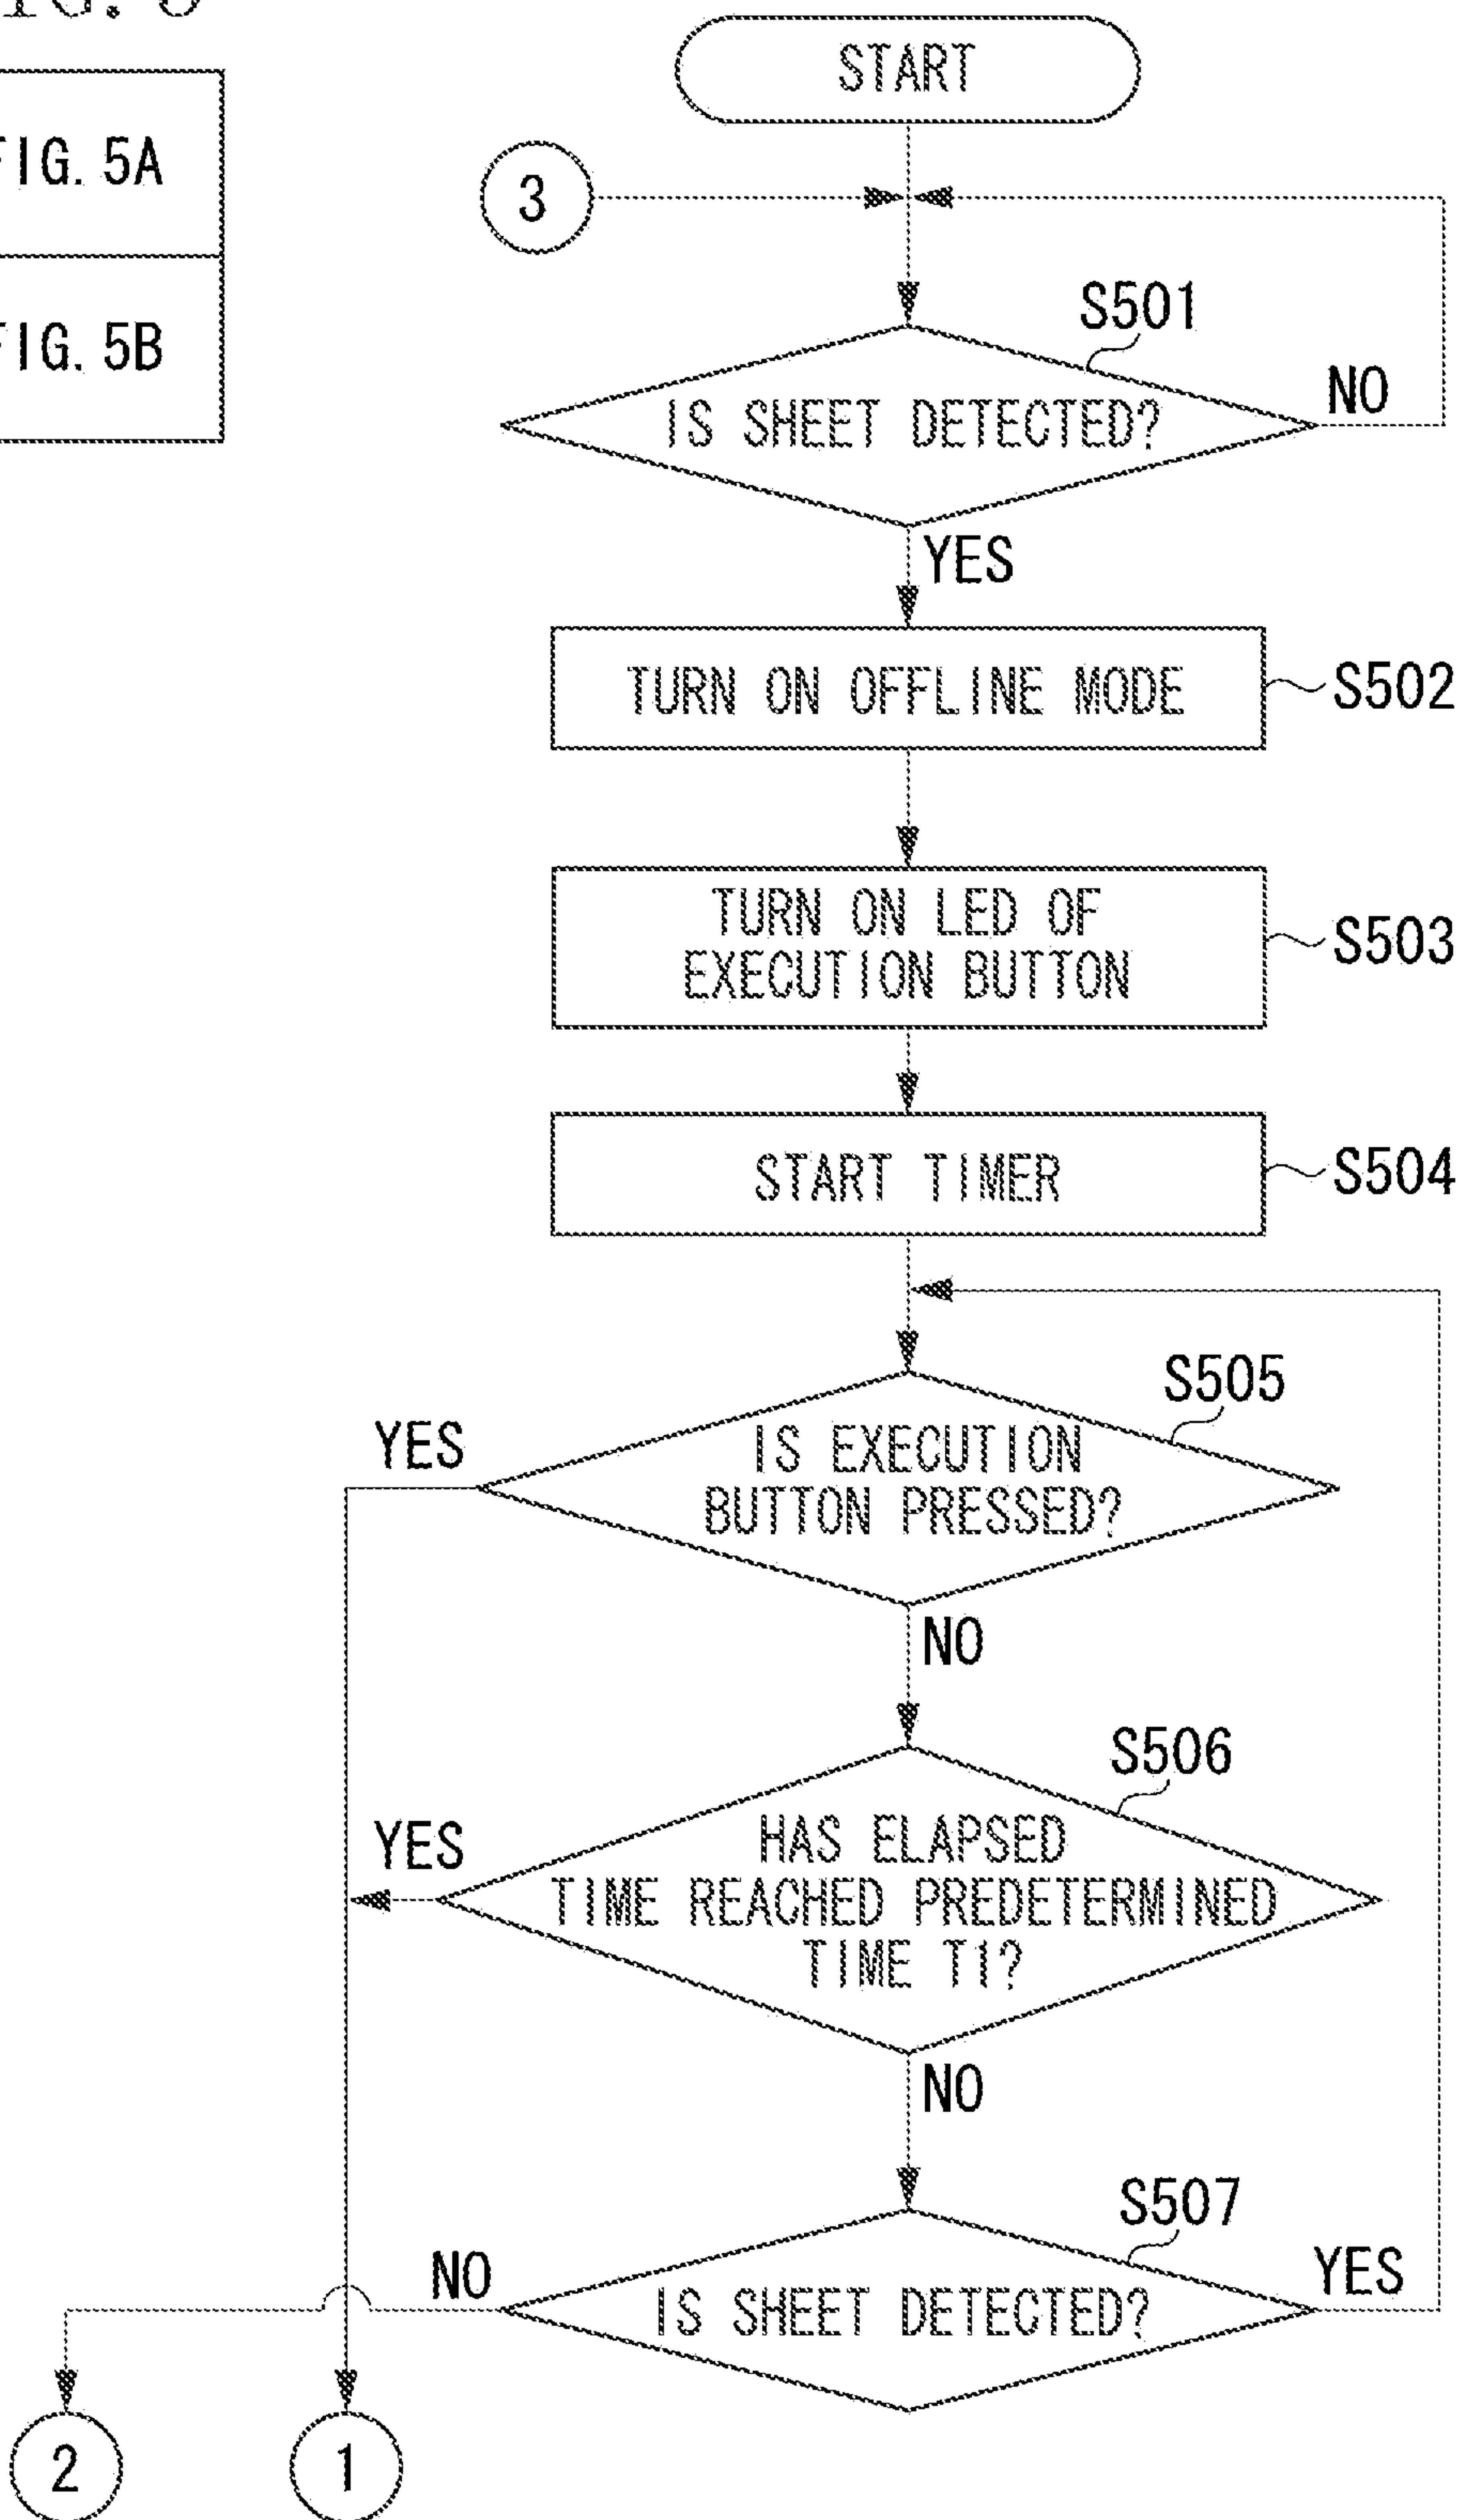 FIG. 5
FIG. 5A
FIG. 5B
START
3
S501
IS SHEET DETECTED?
NO
YES
TURN ON OFFLINE MODE
S502
TURN ON LED OF
EXECUTION BUTTON
S503
START TIMER
S504
S505
YES
IS EXECUTION
BUTTON PRESSED?
NO
S506
YES
HAS ELAPSED
TIME REACHED PREDETERMINED
TIME T1?
NO
S507
NO
IS SHEET DETECTED?
YES
2
1